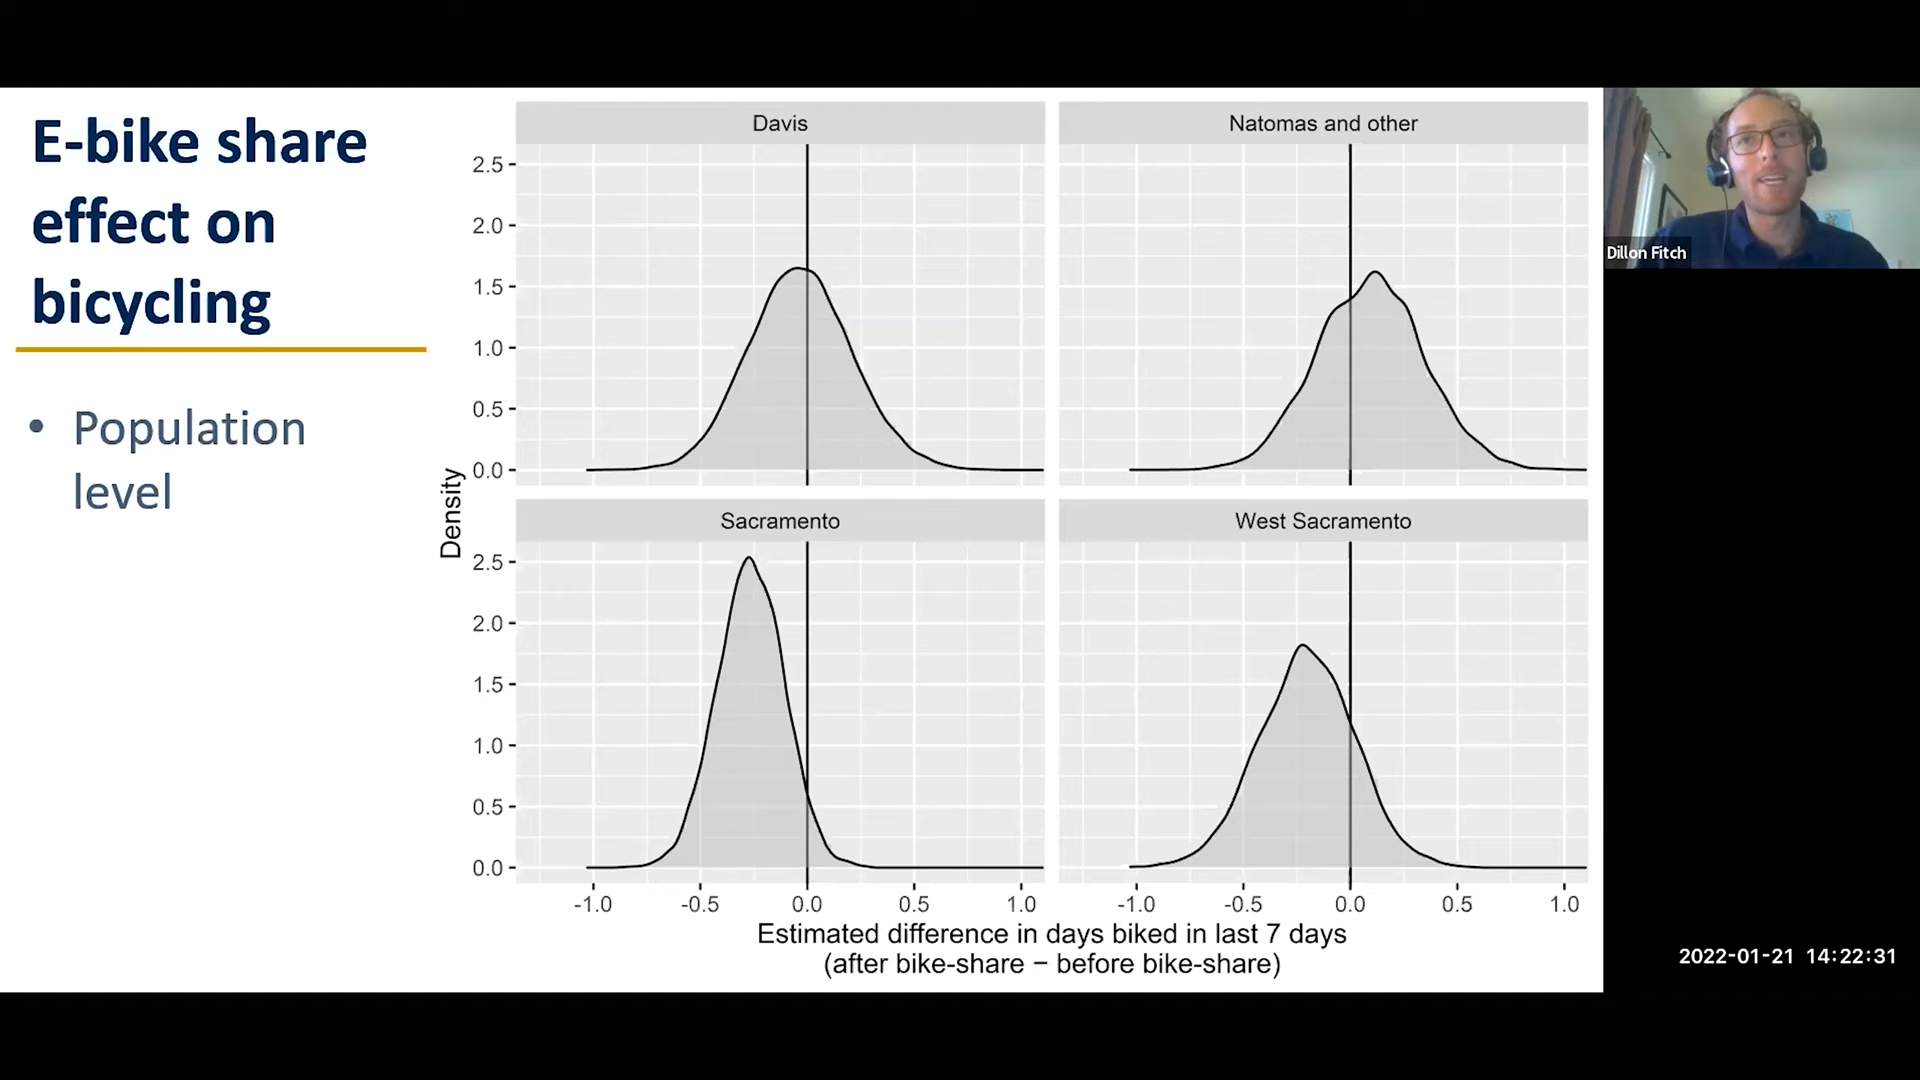 E-bike share
effect on
bicycling
• Population
level
Density
Davis
2.5
2.0
1.5
1.0
0.5
0.0
Natomas and other
Sacramento
2.5
2.0
1.5
1.0
0.5
0.0
West Sacramento
-1.0 -0.5 0.0 0.5 1.0
-1.0 -0.5 0.0 0.5 1.0
Estimated difference in days biked in last 7 days
(after bike-share − before bike-share)
Dillon Fitch
2022-01-21 14:22:31